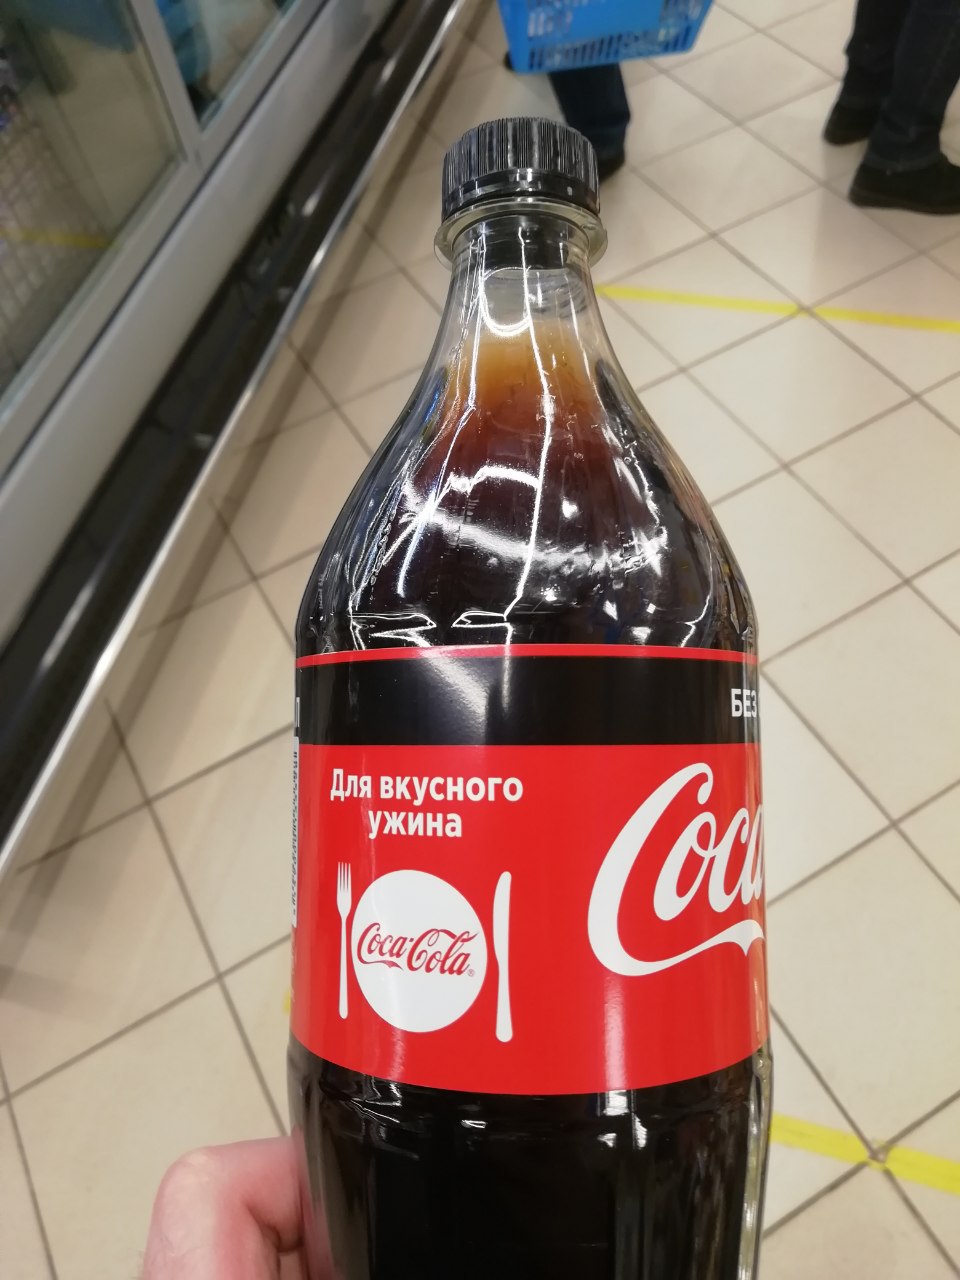 БЕЗ
Для вкусного
ужина
Coca-Cola
Coca